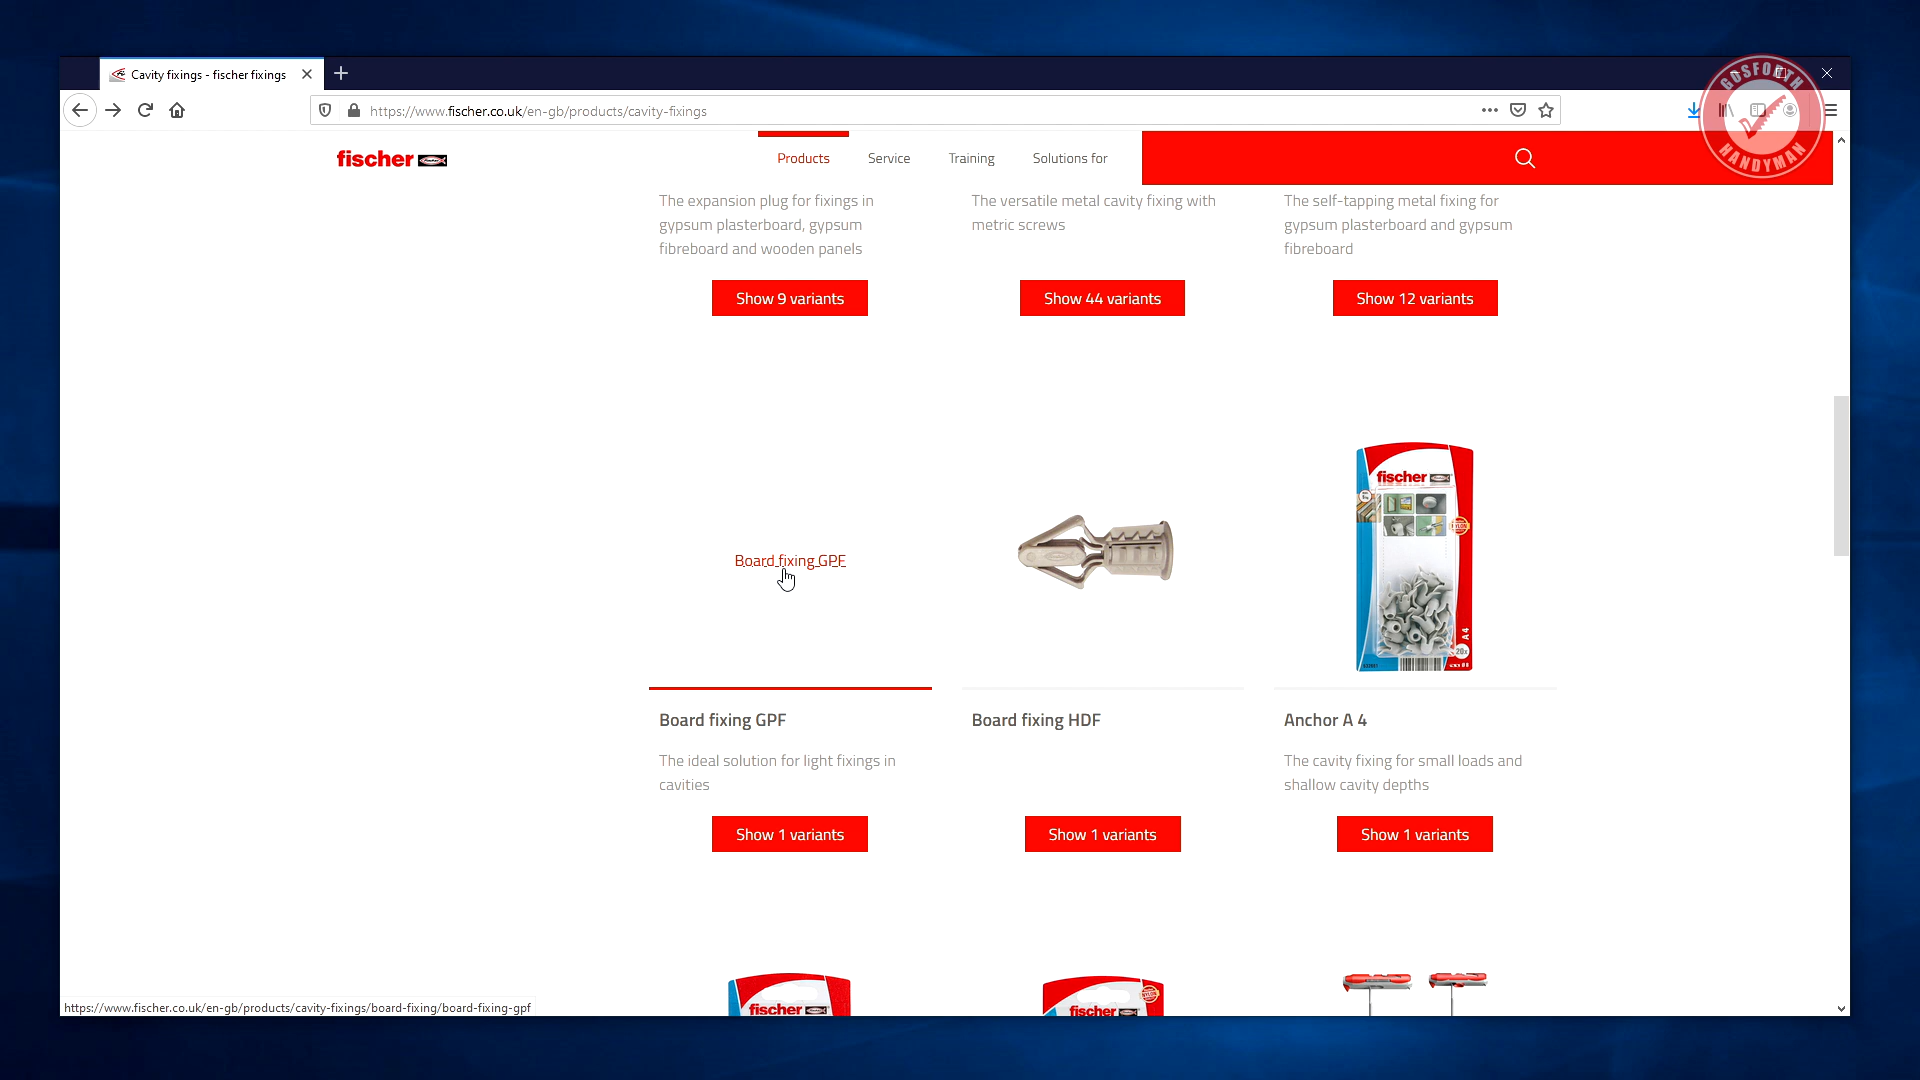 Cavity fixings - fischer fixings
https://www.fischer.co.uk/en-gb/products/cavity-fixings
GOSFORTH
HANDYMAN
fischer
Products
Service
Training
Solutions for
The expansion plug for fixings in
gypsum plasterboard, gypsum
fibreboard and wooden panels
The versatile metal cavity fixing with
metric screws
The self-tapping metal fixing for
gypsum plasterboard and gypsum
fibreboard
Show 9 variants
Show 44 variants
Show 12 variants
Board fixing GPF
fischer
A 4
20x
Board fixing GPF
Board fixing HDF
Anchor A 4
The ideal solution for light fixings in
cavities
The cavity fixing for small loads and
shallow cavity depths
Show 1 variants
Show 1 variants
Show 1 variants
fischer
fischer
https://www.fischer.co.uk/en-gb/products/cavity-fixings/board-fixing/board-fixing-gpf